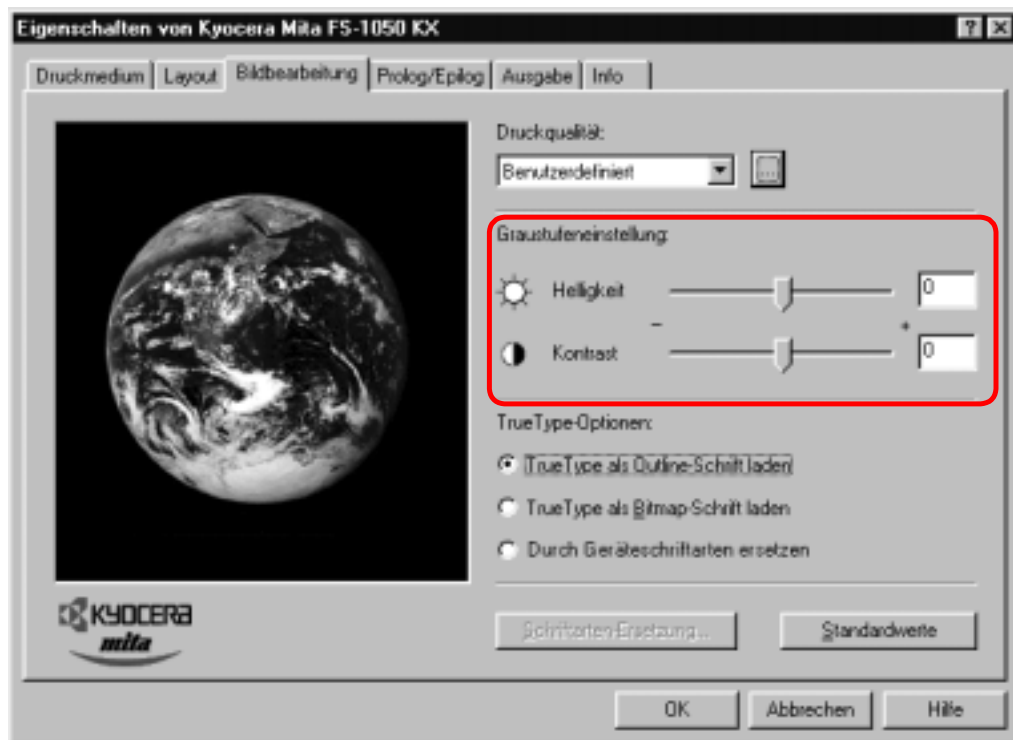 Eigenschaften von Kyocera Mita FS-1050 KX
Druckmedium Layout Bildbearbeitung Prolog/Epilog Ausgabe Info
Druckqualität:
Benutzerdefiniert ...
Graustufeneinstellung:
Helligkeit 0
- +
Kontrast 0
TrueType-Optionen:
TrueType als Outline-Schrift laden
TrueType als Bitmap-Schrift laden
Durch Geräteschriftarten ersetzen
KYOCERA
mita
Schriftarten-Ersetzung... Standardwerte
OK Abbrechen Hilfe